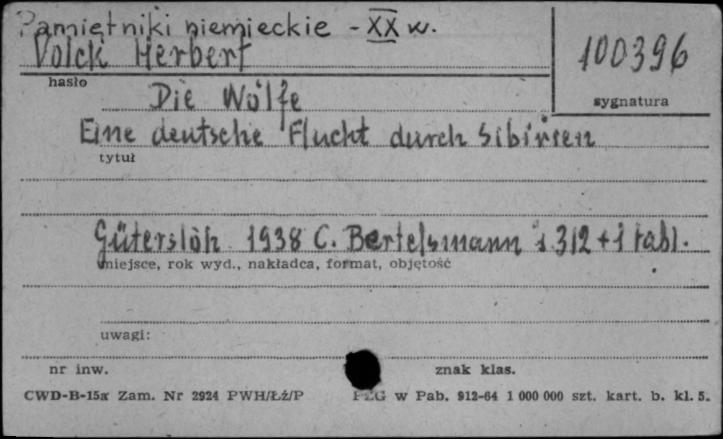 Pamiętniki niemieckie - XX w.
Volck Herbert
100396
hasło
sygnatura
Die Wölfe
Eine deutsche Flucht durch Sibirien
tytuł
Gütersloh 1938 C. Bertelsmann s. 312 + 1 tabl.
miejsce, rok wyd., nakładca, format, objętość
uwagi:
nr inw.
znak klas.
CWD-B-15a Zam. Nr 2924 PWH/Łż/P
w Pab. 912-64 1 000 000 szt. kart. b. kl. 5.